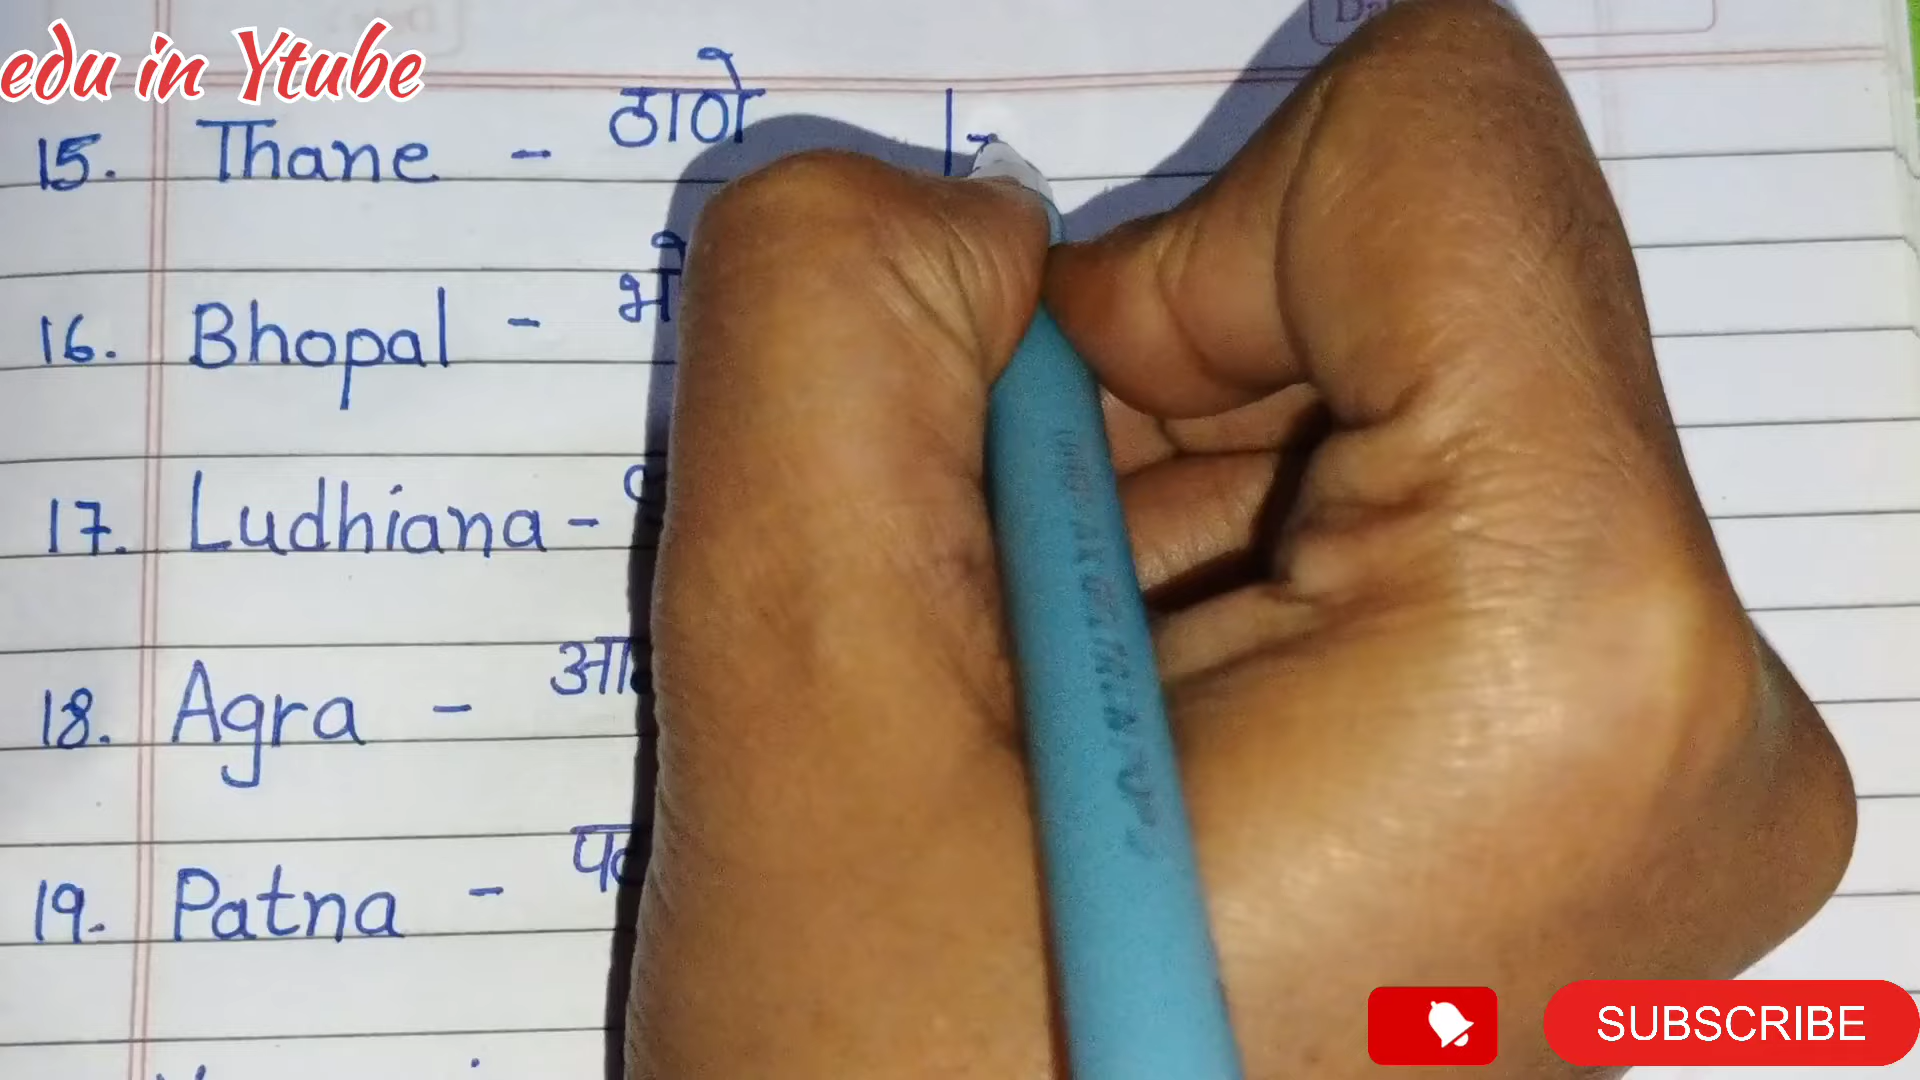 edu in Ytube
15. Thane - ठाणे
16. Bhopal -
17. Ludhiana -
18. Agra -
19. Patna -
SUBSCRIBE